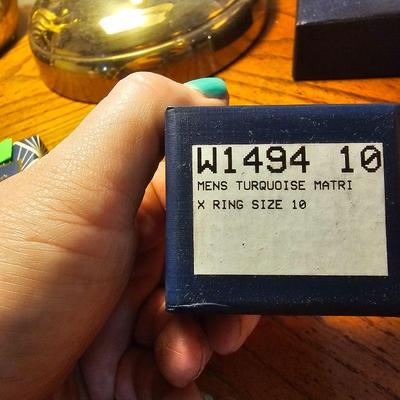 W1494 10
MENS TURQUOISE MATRI
X RING SIZE 10